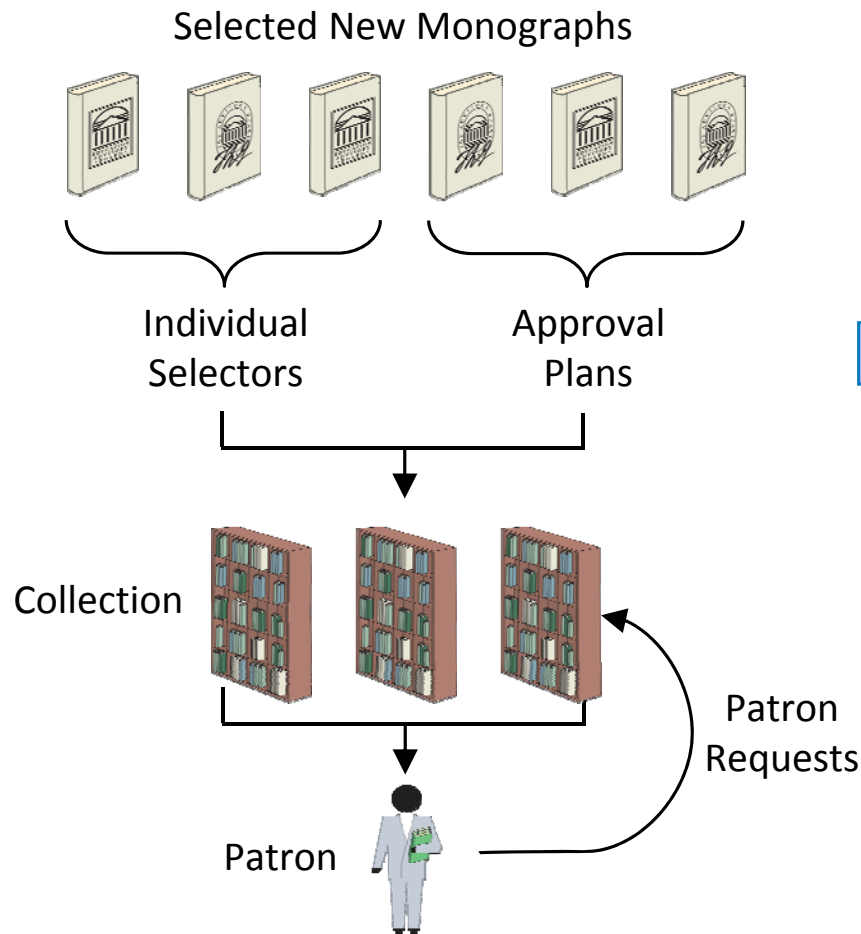 Selected New Monographs
Individual
Selectors
Approval
Plans
Collection
Patron
Requests
Patron